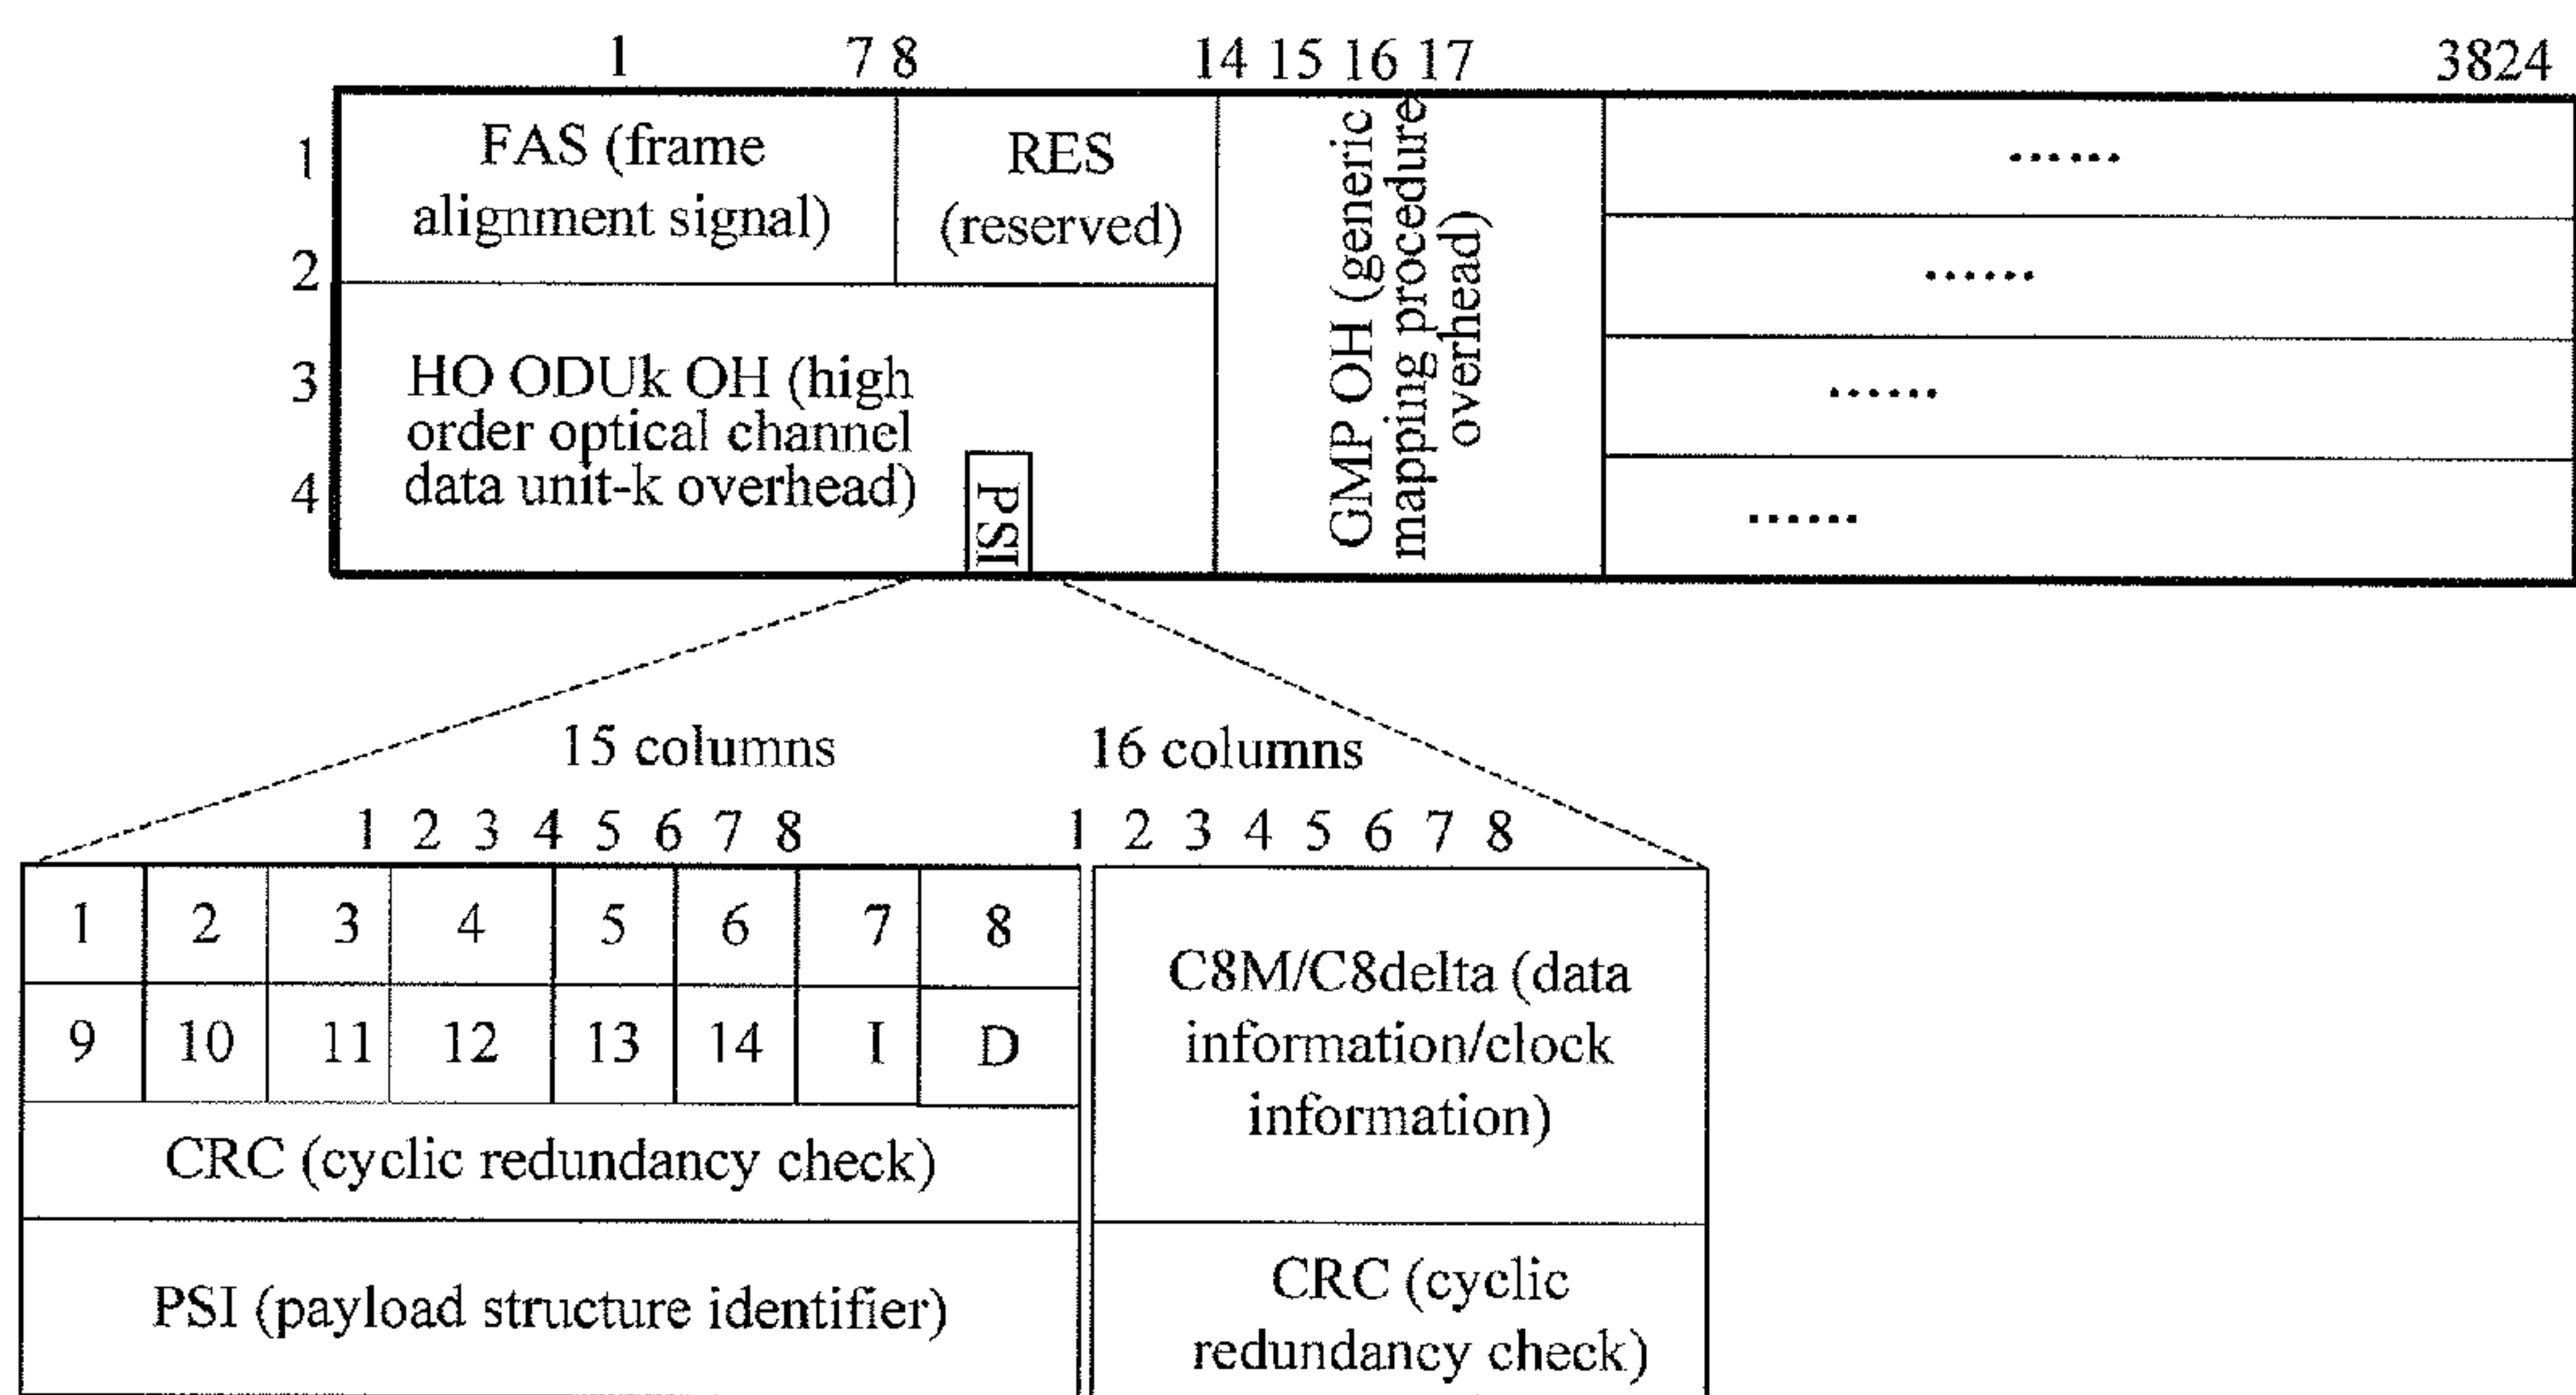 1 7 8 14 15 16 17 3824
1 FAS (frame
alignment signal)
RES
(reserved)
2
3 HO ODUk OH (high
order optical channel
4 data unit-k overhead)
PSI
GMP OH (generic
mapping procedure
overhead)
......
......
......
......
15 columns 16 columns
1 2 3 4 5 6 7 8 1 2 3 4 5 6 7 8
1 2 3 4 5 6 7 8
9 10 11 12 13 14 I D
CRC (cyclic redundancy check)
PSI (payload structure identifier)
C8M/C8delta (data
information/clock
information)
CRC (cyclic
redundancy check)